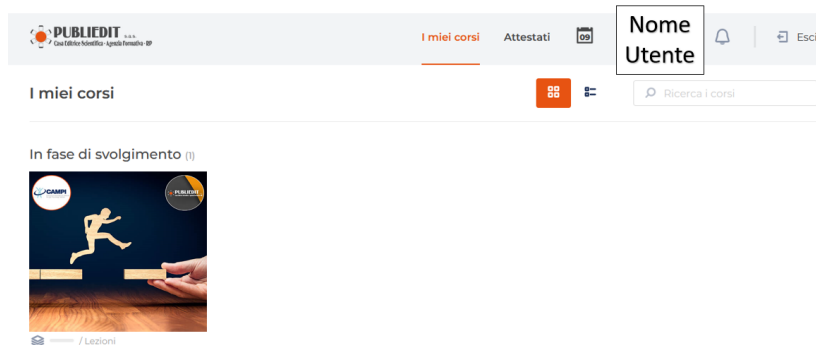 PUBLIEDIT s.a.s.
Casa Editrice Scientifica - Agenzia Formativa - BP
I miei corsi
Attestati
09
Nome
Utente
Esci
I miei corsi
Ricerca i corsi
In fase di svolgimento (1)
CAMPI
PUBLIEDIT
/ Lezioni